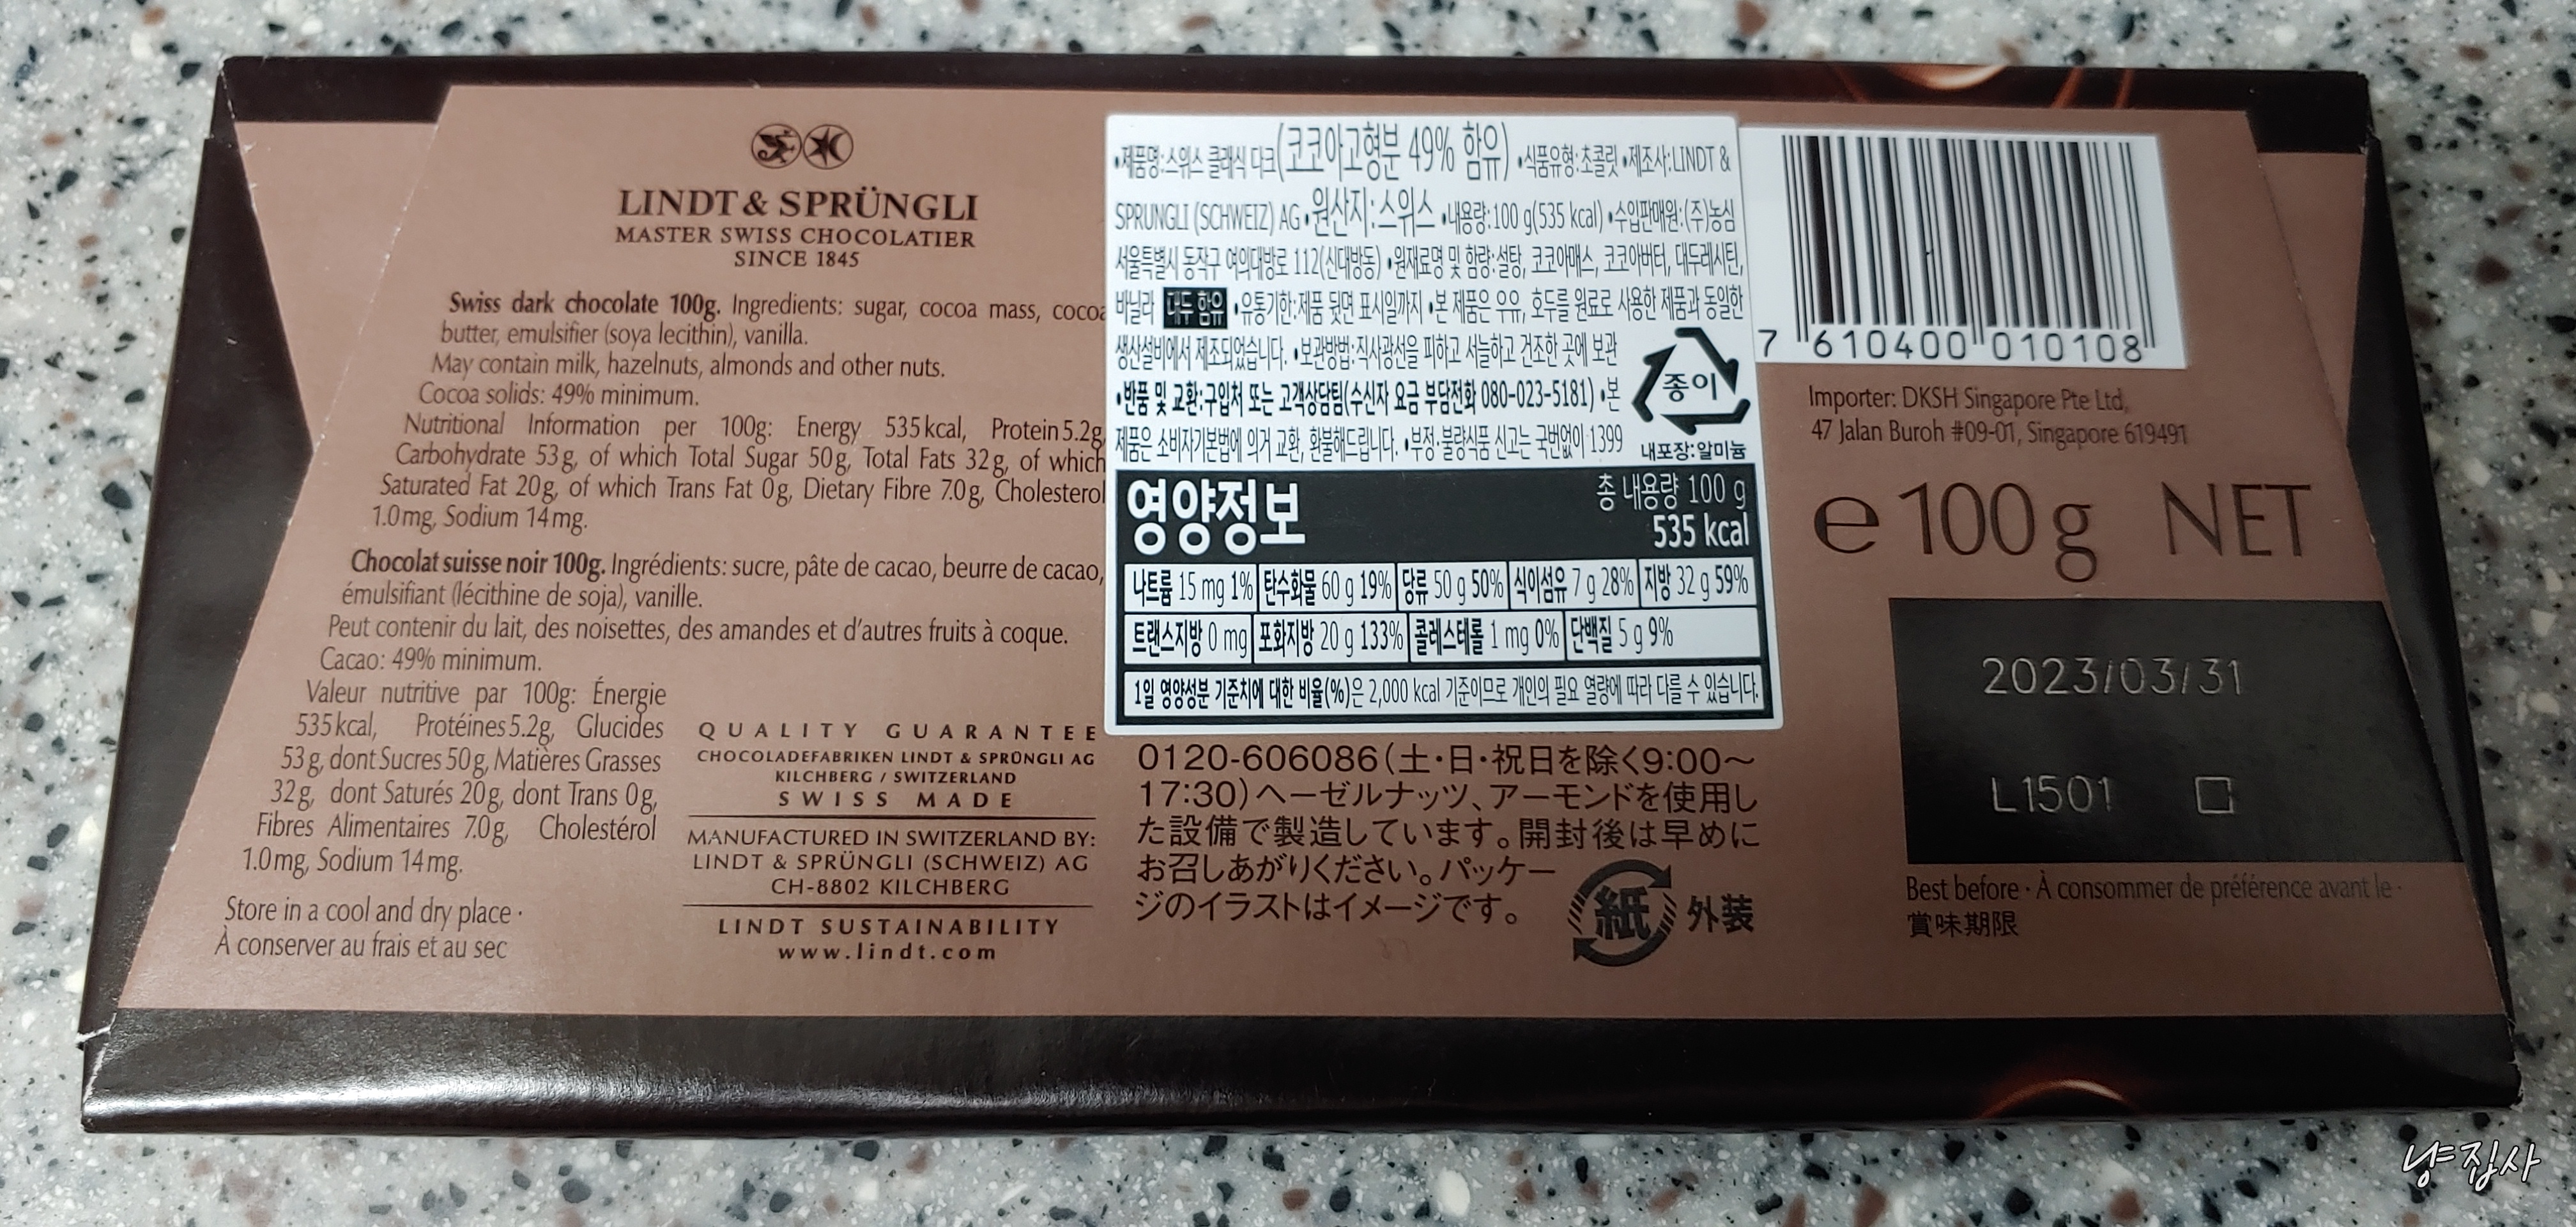 LINDT & SPRÜNGLI
MASTER SWISS CHOCOLATIER
SINCE 1845
Swiss dark chocolate 100g. Ingredients: sugar, cocoa mass, cocoa
butter, emulsifier (soya lecithin), vanilla.
May contain milk, hazelnuts, almonds and other nuts.
Cocoa solids: 49% minimum.
Nutritional Information per 100g: Energy 535kcal, Protein 5.2g,
Carbohydrate 53g, of which Total Sugar 50g, Total Fats 32g, of which
Saturated Fat 20g, of which Trans Fat 0g, Dietary Fibre 7.0g, Cholesterol
1.0mg, Sodium 14mg.
Chocolat suisse noir 100g. Ingrédients: sucre, pâte de cacao, beurre de cacao,
émulsifiant (lécithine de soja), vanille.
Peut contenir du lait, des noisettes, des amandes et d'autres fruits à coque.
Cacao: 49% minimum.
Valeur nutritive par 100g: Énergie
535kcal, Protéines 5.2g, Glucides
53g, dont Sucres 50g, Matières Grasses
32g, dont Saturés 20g, dont Trans 0g,
Fibres Alimentaires 7.0g, Cholestérol
1.0mg, Sodium 14mg.
Store in a cool and dry place ·
À conserver au frais et au sec
QUALITY GUARANTEE
CHOCOLADEFABRIKEN LINDT & SPRÜNGLI AG
KILCHBERG / SWITZERLAND
SWISS MADE
MANUFACTURED IN SWITZERLAND BY:
LINDT & SPRÜNGLI (SCHWEIZ) AG
CH-8802 KILCHBERG
LINDT SUSTAINABILITY
www.lindt.com
•제품명:스위스 클래식 다크(코코아고형분 49% 함유) •식품유형:초콜릿 •제조사:LINDT &
SPRUNGLI (SCHWEIZ) AG •원산지:스위스 •내용량:100 g(535 kcal) •수입판매원:(주)농심
서울특별시 동작구 여의대방로 112(신대방동) •원재료명 및 함량:설탕, 코코아매스, 코코아버터, 대두레시틴,
바닐라 대두 함유 •유통기한:제품 뒷면 표시일까지 •본 제품은 우유, 호두를 원료로 사용한 제품과 동일한
생산설비에서 제조되었습니다. •보관방법:직사광선을 피하고 서늘하고 건조한 곳에 보관
•반품 및 교환:구입처 또는 고객상담팀(수신자 요금 부담전화 080-023-5181) •본
제품은 소비자기본법에 의거 교환, 환불해드립니다. •부정·불량식품 신고는 국번없이 1399
종이
내포장:알미늄
영양정보
총 내용량 100 g
535 kcal
나트륨 15 mg 1% 탄수화물 60 g 19% 당류 50 g 50% 식이섬유 7 g 28% 지방 32 g 59%
트랜스지방 0 mg 포화지방 20 g 133% 콜레스테롤 1 mg 0% 단백질 5 g 9%
1일 영양성분 기준치에 대한 비율(%)은 2,000 kcal 기준이므로 개인의 필요 열량에 따라 다를 수 있습니다.
0120-606086(土・日・祝日を除く9:00〜
17:30)ヘーゼルナッツ、アーモンドを使用し
た設備で製造しています。開封後は早めに
お召しあがりください。パッケー
ジのイラストはイメージです。
紙 外装
7 610400 010108
Importer: DKSH Singapore Pte Ltd,
47 Jalan Buroh #09-01, Singapore 619491
e 100g NET
2023/03/31
L1501
Best before · À consommer de préférence avant le ·
賞味期限
냥집사